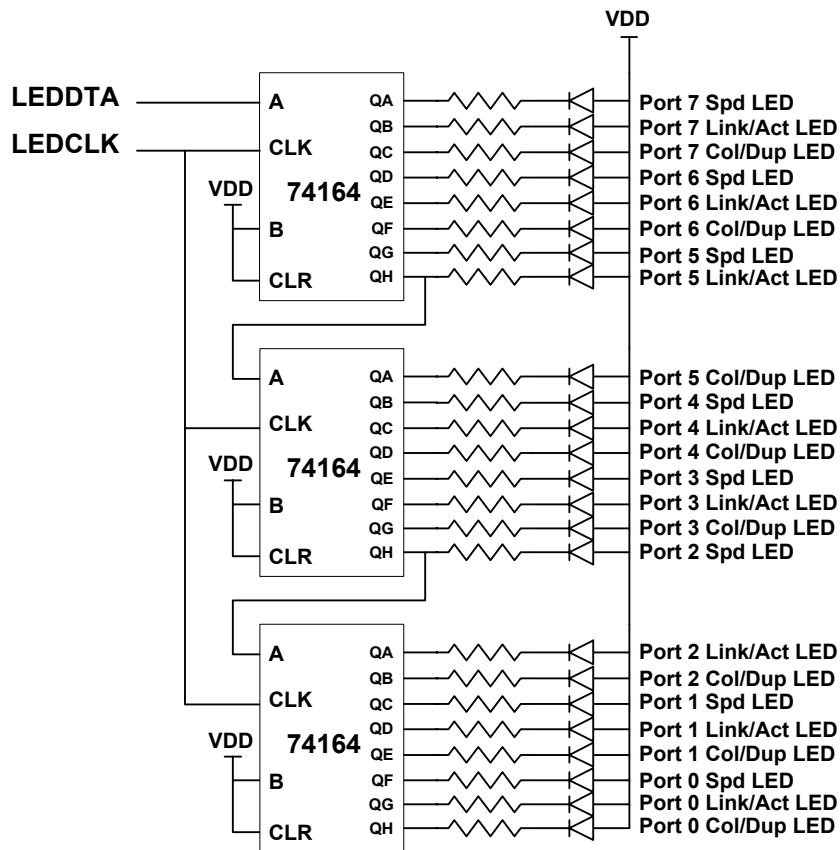 VDD
LEDDTA
A
QA
Port 7 Spd LED
QB
Port 7 Link/Act LED
LEDCLK
CLK
QC
Port 7 Col/Dup LED
VDD
74164
QD
Port 6 Spd LED
QE
Port 6 Link/Act LED
B
QF
Port 6 Col/Dup LED
QG
Port 5 Spd LED
CLR
QH
Port 5 Link/Act LED
A
QA
Port 5 Col/Dup LED
QB
Port 4 Spd LED
CLK
QC
Port 4 Link/Act LED
VDD
74164
QD
Port 4 Col/Dup LED
QE
Port 3 Spd LED
B
QF
Port 3 Link/Act LED
QG
Port 3 Col/Dup LED
CLR
QH
Port 2 Spd LED
A
QA
Port 2 Link/Act LED
QB
Port 2 Col/Dup LED
CLK
QC
Port 1 Spd LED
VDD
74164
QD
Port 1 Link/Act LED
QE
Port 1 Col/Dup LED
B
QF
Port 0 Spd LED
QG
Port 0 Link/Act LED
CLR
QH
Port 0 Col/Dup LED